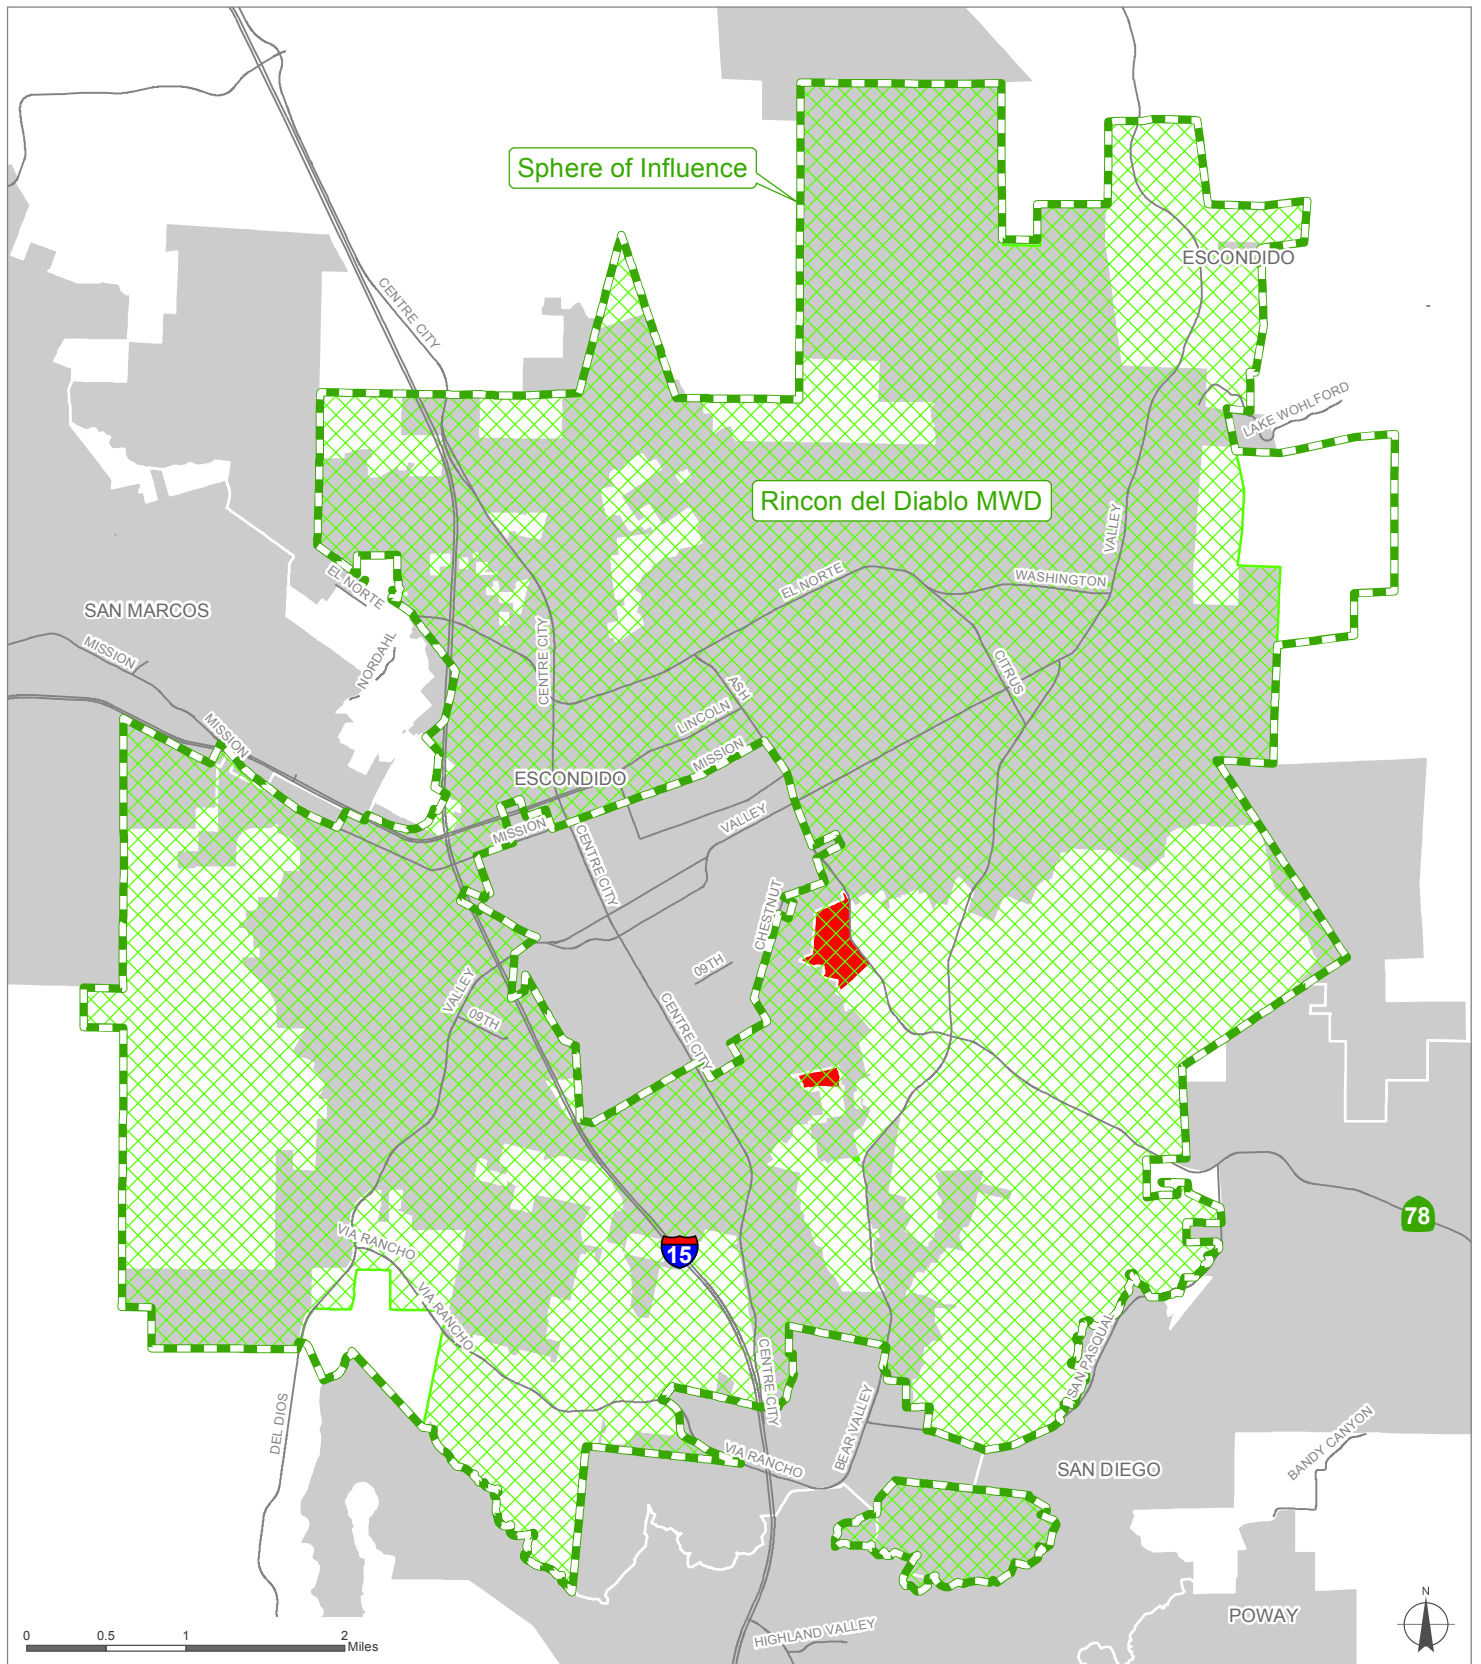 Sphere of Influence
ESCONDIDO
CENTRE CITY
LAKE WOHLFORD
Rincon del Diablo MWD
VALLEY
EL NORTE
WASHINGTON
EL NORTE
SAN MARCOS
MISSION
NORDAHL
CENTRE CITY
CITRUS
ASH
LINCOLN
MISSION
MISSION
ESCONDIDO
VALLEY
MISSION
CENTRE CITY
CHESTNUT
09TH
VALLEY
09TH
CENTRE CITY
78
VIA RANCHO
15
VIA RANCHO
SAN PASQUAL
CENTRE CITY
DEL DIOS
BEAR VALLEY
VIA RANCHO
SAN DIEGO
BANDY CANYON
POWAY
HIGHLAND VALLEY
N
0 0.5 1 2
Miles